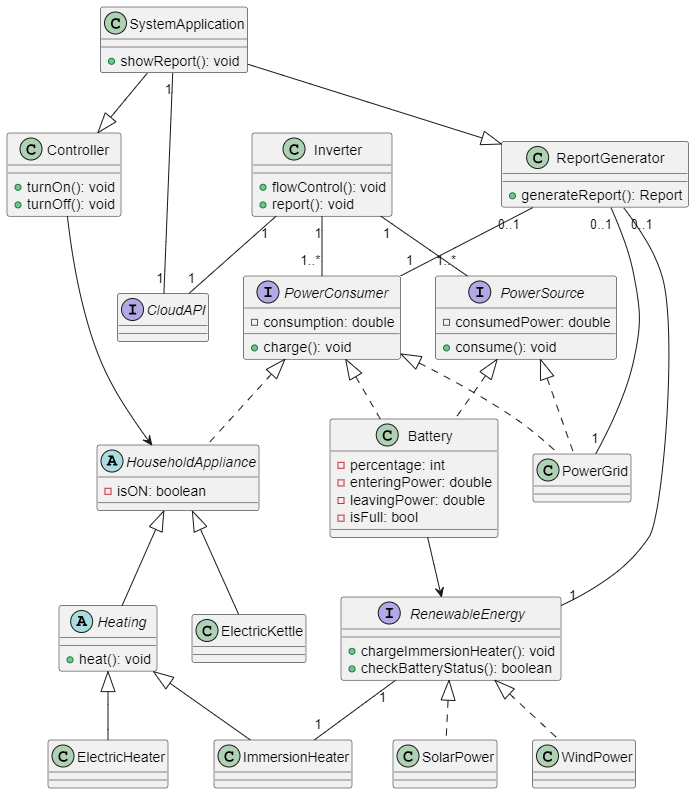 C SystemApplication
showReport(): void
1
C Controller
turnOn(): void
turnOff(): void
C Inverter
flowControl(): void
report(): void
C ReportGenerator
generateReport(): Report
1
1
1
0..1
0..1
0..1
1
1
1..*
1
1..*
I CloudAPI
I PowerConsumer
consumption: double
charge(): void
I PowerSource
consumedPower: double
consume(): void
A HouseholdAppliance
isON: boolean
C Battery
percentage: int
enteringPower: double
leavingPower: double
isFull: bool
1
C PowerGrid
A Heating
heat(): void
C ElectricKettle
1
I RenewableEnergy
chargeImmersionHeater(): void
checkBatteryStatus(): boolean
1
1
C ElectricHeater
C ImmersionHeater
C SolarPower
C WindPower